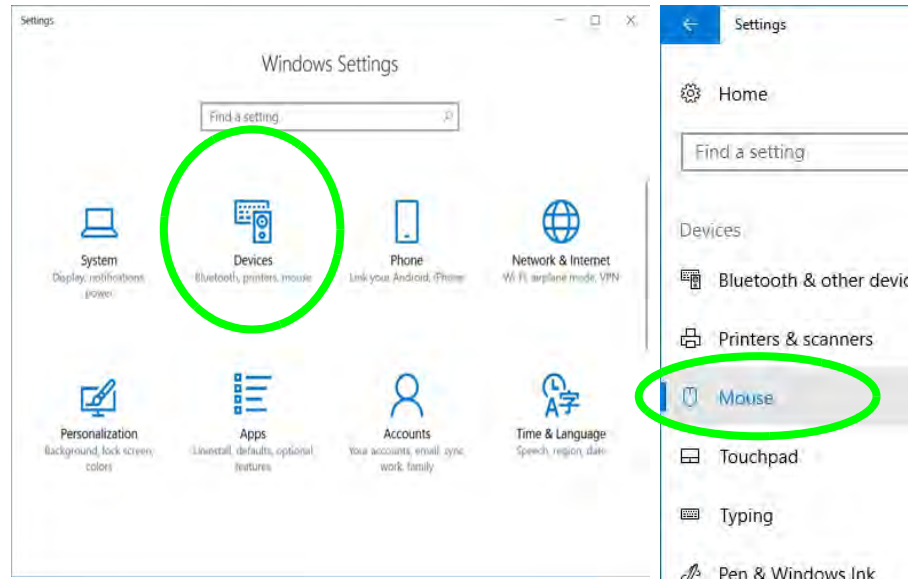 Settings
Windows Settings
Find a setting
System
Display, notifications,
power
Devices
Bluetooth, printers, mouse
Phone
Link your Android, iPhone
Network & Internet
Wi-Fi, airplane mode, VPN
Personalization
Background, lock screen,
colors
Apps
Uninstall, defaults, optional
features
Accounts
Your accounts, email, sync,
work, family
Time & Language
Speech, region, date
A字
Settings
Home
Find a setting
Devices
Bluetooth & other devic
Printers & scanners
Mouse
Touchpad
Typing
Pen & Windows Ink